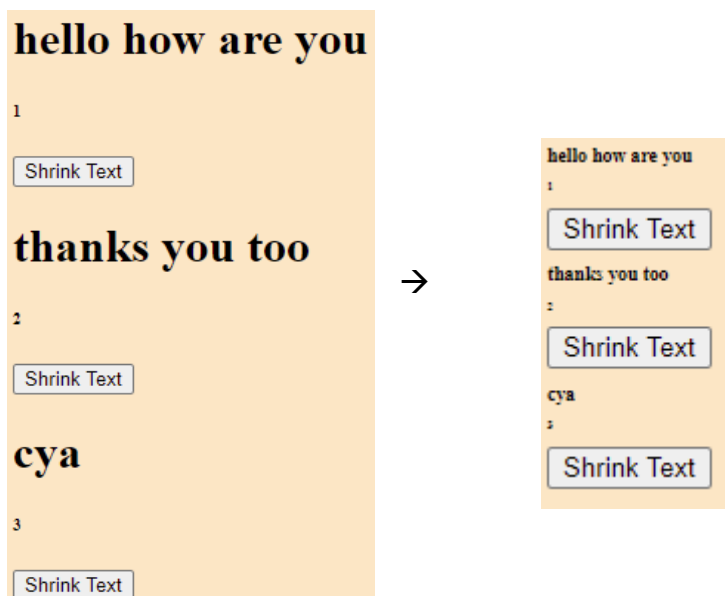 hello how are you
1
Shrink Text
thanks you too
2
Shrink Text
cya
3
Shrink Text
→
hello how are you
1
Shrink Text
thanks you too
2
Shrink Text
cya
3
Shrink Text